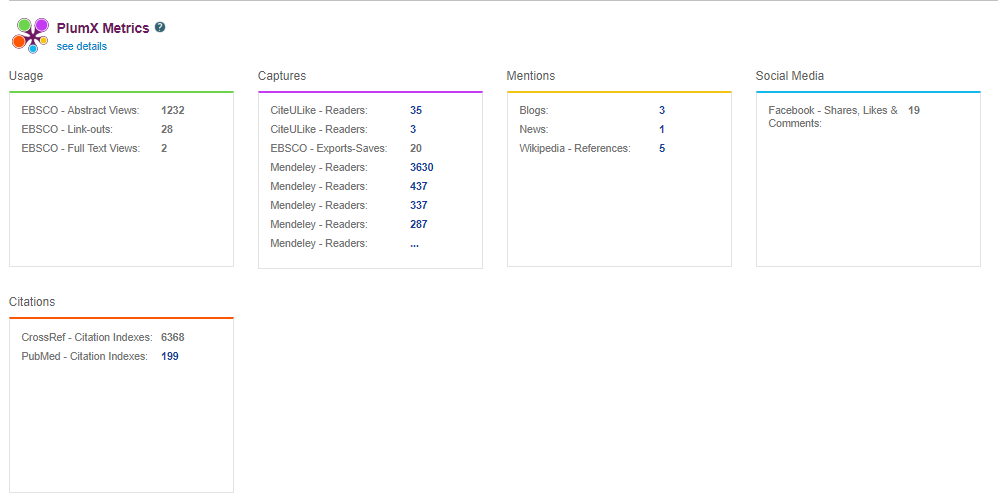 PlumX Metrics ?
see details
Usage
EBSCO - Abstract Views: 1232
EBSCO - Link-outs: 28
EBSCO - Full Text Views: 2
Captures
CiteULike - Readers: 35
CiteULike - Readers: 3
EBSCO - Exports-Saves: 20
Mendeley - Readers: 3630
Mendeley - Readers: 437
Mendeley - Readers: 337
Mendeley - Readers: 287
Mendeley - Readers: ...
Mentions
Blogs: 3
News: 1
Wikipedia - References: 5
Social Media
Facebook - Shares, Likes & 19
Comments:
Citations
CrossRef - Citation Indexes: 6368
PubMed - Citation Indexes: 199